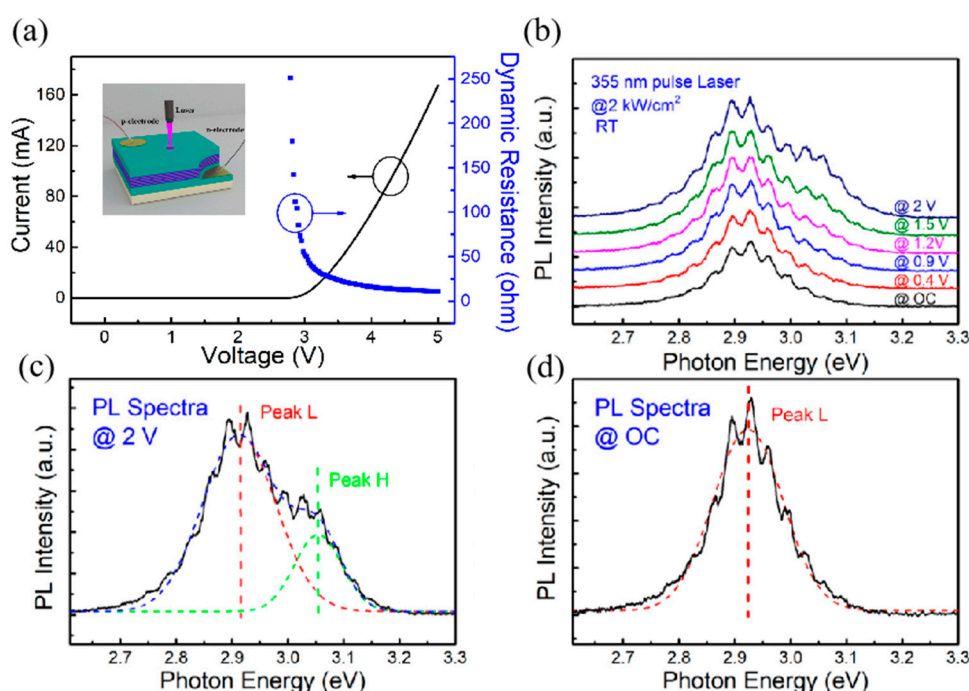 (a)
Current (mA)
160
120
80
40
0
0
1
2
3
4
5
Voltage (V)
250
200
150
100
50
0
Dynamic Resistance (ohm)
Laser
p-electrode
n-electrode
(b)
355 nm pulse Laser
@2 kW/cm²
RT
@ 2 V
@ 1.5 V
@ 1.2V
@ 0.9 V
@ 0.4 V
@ OC
PL Intensity (a.u.)
2.7
2.8
2.9
3.0
3.1
3.2
3.3
Photon Energy (eV)
(c)
PL Spectra
@ 2 V
Peak L
Peak H
PL Intensity (a.u.)
2.7
2.8
2.9
3.0
3.1
3.2
3.3
Photon Energy (eV)
(d)
PL Spectra
@ OC
Peak L
PL Intensity (a.u.)
2.7
2.8
2.9
3.0
3.1
3.2
3.3
Photon Energy (eV)